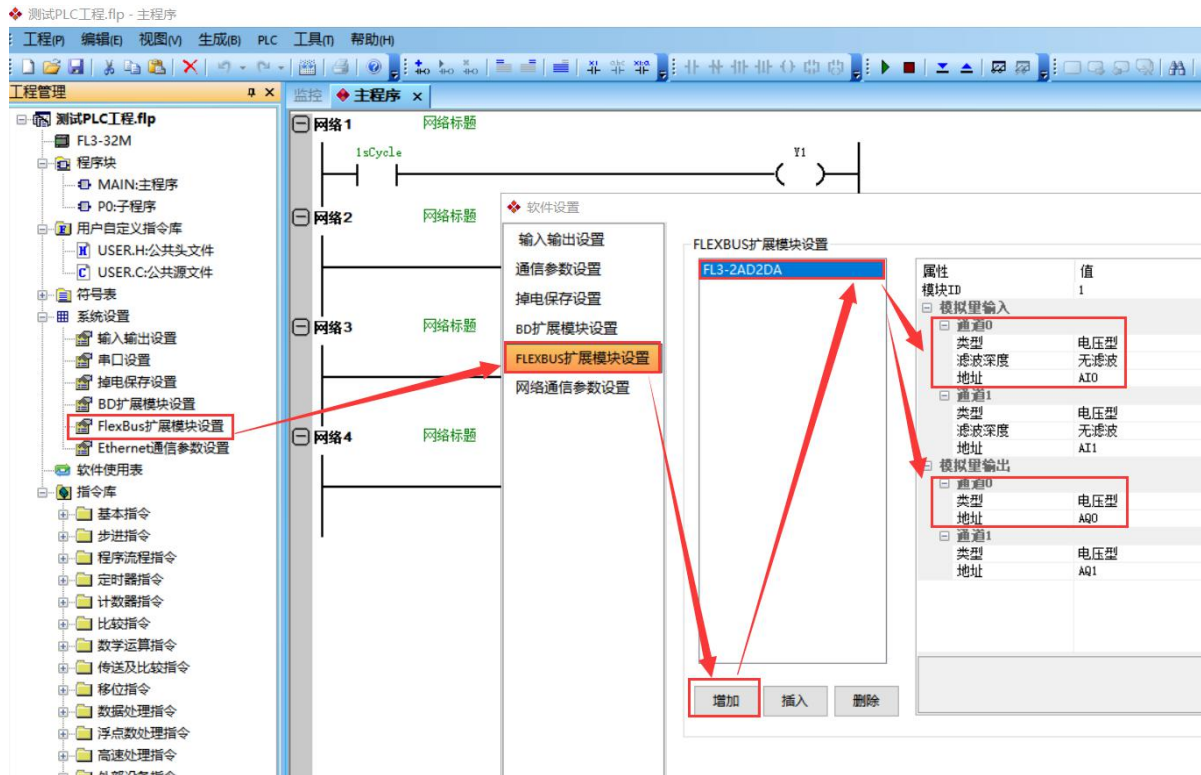 测试PLC工程.flp - 主程序
工程(P) 编辑(E) 视图(V) 生成(B) PLC 工具(T) 帮助(H)
工程管理
监控 主程序
测试PLC工程.flp
FL3-32M
程序块
MAIN:主程序
P0:子程序
用户自定义指令库
USER.H:公共头文件
USER.C:公共源文件
符号表
系统设置
输入输出设置
串口设置
掉电保存设置
BD扩展模块设置
FlexBus扩展模块设置
Ethernet通信参数设置
软件使用表
指令库
基本指令
步进指令
程序流程指令
定时器指令
计数器指令
比较指令
数学运算指令
传送及比较指令
移位指令
数据处理指令
浮点数处理指令
高速处理指令
网络1 网络标题
1sCycle Y1
网络2 网络标题
网络3 网络标题
网络4 网络标题
软件设置
输入输出设置
通信参数设置
掉电保存设置
BD扩展模块设置
FLEXBUS扩展模块设置
网络通信参数设置
FLEXBUS扩展模块设置
FL3-2AD2DA
属性 值
模块ID 1
模拟里输入
通道0
类型 电压型
滤波深度 无滤波
地址 AI0
通道1
类型 电压型
滤波深度 无滤波
地址 AI1
模拟里输出
通道0
类型 电压型
地址 AQ0
通道1
类型 电压型
地址 AQ1
增加 插入 删除